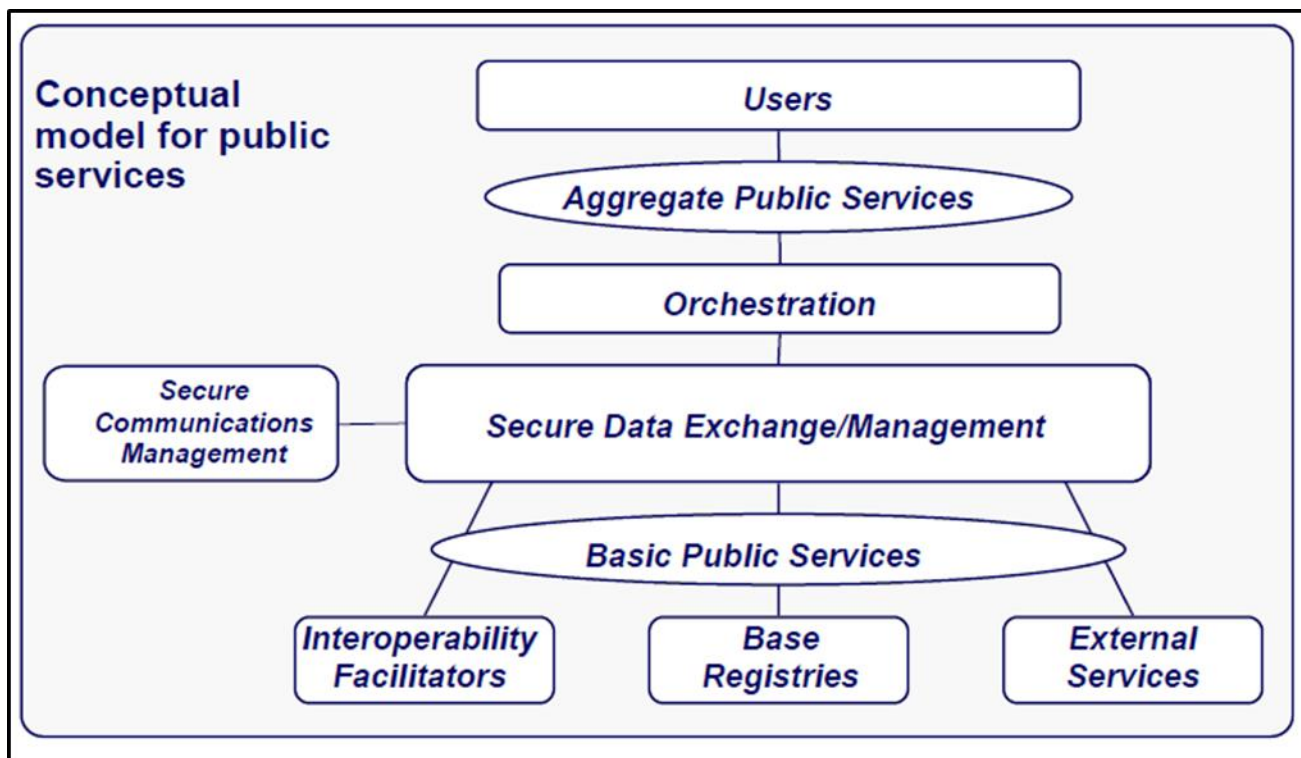 Conceptual
model for public
services
Users
Aggregate Public Services
Orchestration
Secure
Communications
Management
Secure Data Exchange/Management
Basic Public Services
Interoperability
Facilitators
Base
Registries
External
Services